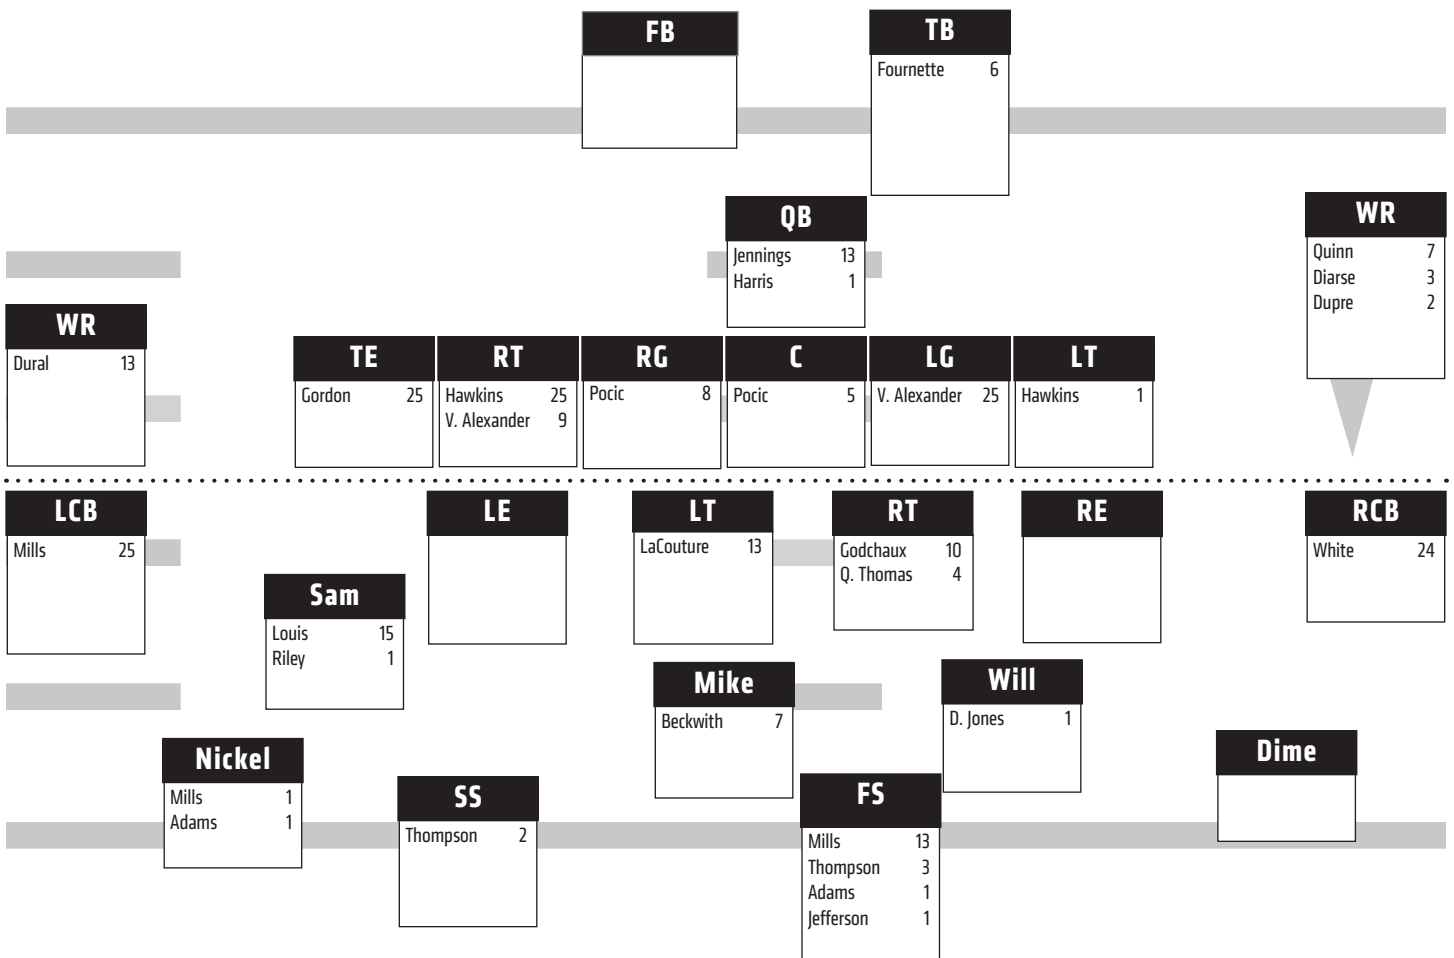 FB
TB
Fournette 6
QB
Jennings 13
Harris 1
WR
Quinn 7
Diarse 3
Dupre 2
WR
Dural 13
TE
Gordon 25
RT
Hawkins 25
V. Alexander 9
RG
Pocic 8
C
Pocic 5
LG
V. Alexander 25
LT
Hawkins 1
LCB
Mills 25
LE
LT
LaCouture 13
RT
Godchaux 10
Q. Thomas 4
RE
RCB
White 24
Sam
Louis 15
Riley 1
Mike
Beckwith 7
Will
D. Jones 1
Nickel
Mills 1
Adams 1
SS
Thompson 2
FS
Mills 13
Thompson 3
Adams 1
Jefferson 1
Dime